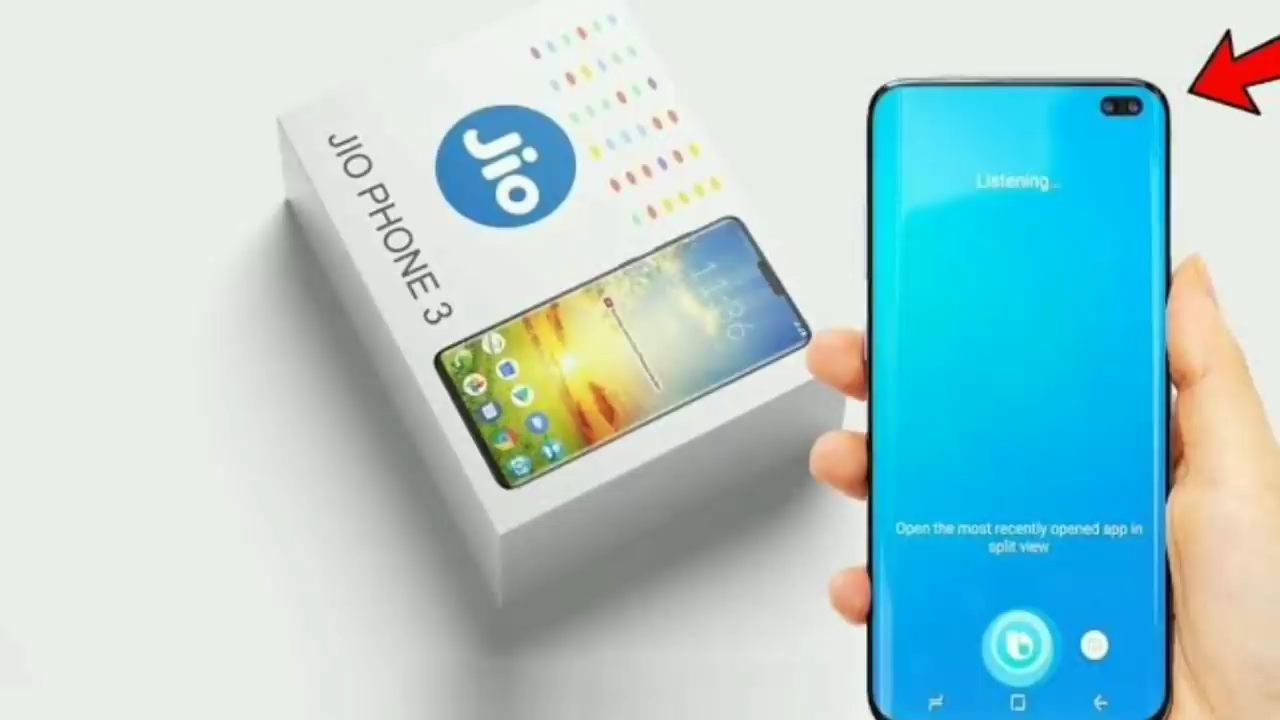 Jio
JIO PHONE 3
11:36
Listening...
Open the most recently opened app in
split view